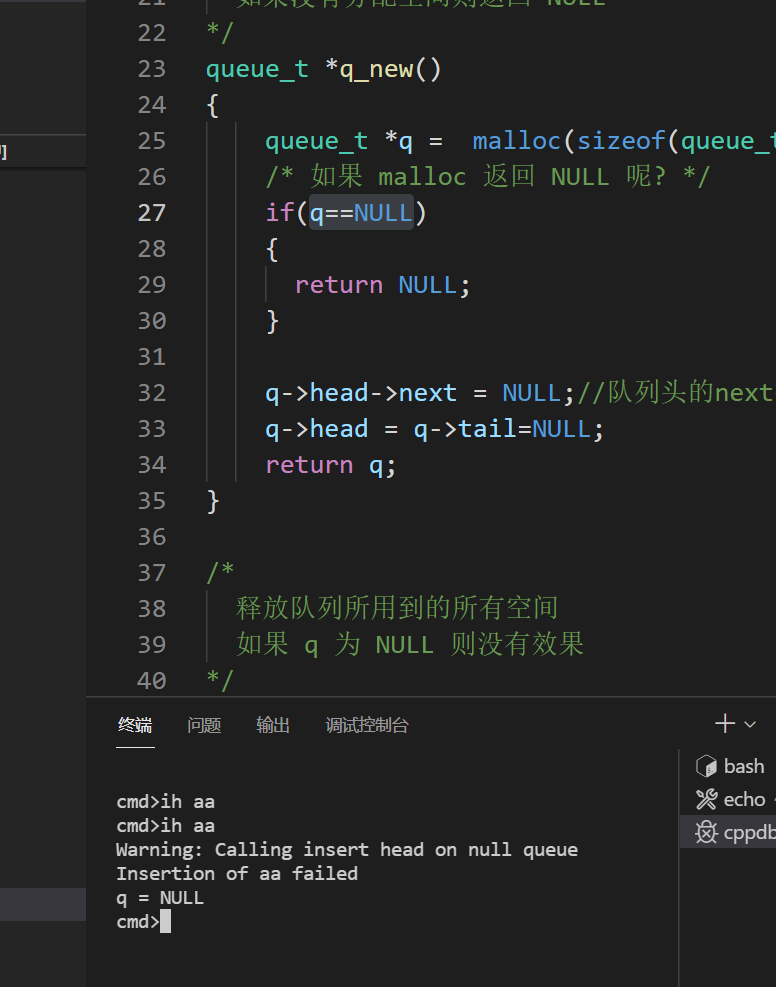 21 如果没有分配空间则返回 NULL
22 */
23 queue_t *q_new()
24 {
25 queue_t *q =  malloc(sizeof(queue_t
26 /* 如果 malloc 返回 NULL 呢? */
27 if(q==NULL)
28 {
29 return NULL;
30 }
31
32 q->head->next = NULL;//队列头的next
33 q->head = q->tail=NULL;
34 return q;
35 }
36
37 /*
38 释放队列所用到的所有空间
39 如果 q 为 NULL 则没有效果
40 */
终端 问题 输出 调试控制台
cmd>ih aa
cmd>ih aa
Warning: Calling insert head on null queue
Insertion of aa failed
q = NULL
cmd>
bash
echo
cppdb